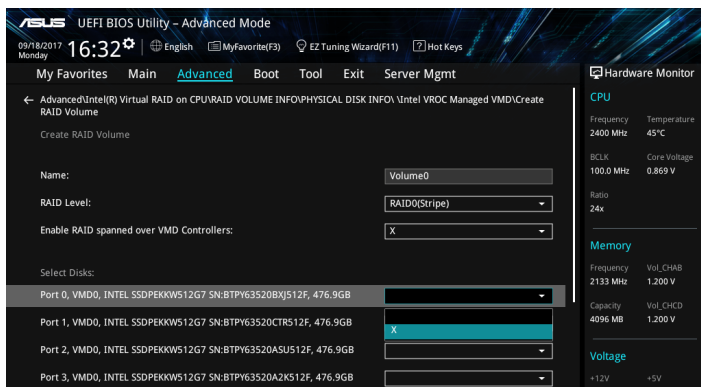 ASUS UEFI BIOS Utility – Advanced Mode
09/18/2017 Monday 16:32 English MyFavorite(F3) EZ Tuning Wizard(F11) ? Hot Keys
My Favorites Main Advanced Boot Tool Exit Server Mgmt
← Advanced\Intel(R) Virtual RAID on CPU\RAID VOLUME INFO\PHYSICAL DISK INFO\ \Intel VROC Managed VMD\Create
RAID Volume
Create RAID Volume
Name: Volume0
RAID Level: RAID0(Stripe)
Enable RAID spanned over VMD Controllers: X
Select Disks:
Port 0, VMD0, INTEL SSDPEKKW512G7 SN:BTPY63520BXJ512F, 476.9GB
X
Port 1, VMD0, INTEL SSDPEKKW512G7 SN:BTPY63520CTR512F, 476.9GB
Port 2, VMD0, INTEL SSDPEKKW512G7 SN:BTPY63520ASU512F, 476.9GB
Port 3, VMD0, INTEL SSDPEKKW512G7 SN:BTPY63520A2K512F, 476.9GB
Hardware Monitor
CPU
Frequency Temperature
2400 MHz 45°C
BCLK Core Voltage
100.0 MHz 0.869 V
Ratio
24x
Memory
Frequency Vol_CHAB
2133 MHz 1.200 V
Capacity Vol_CHCD
4096 MB 1.200 V
Voltage
+12V +5V